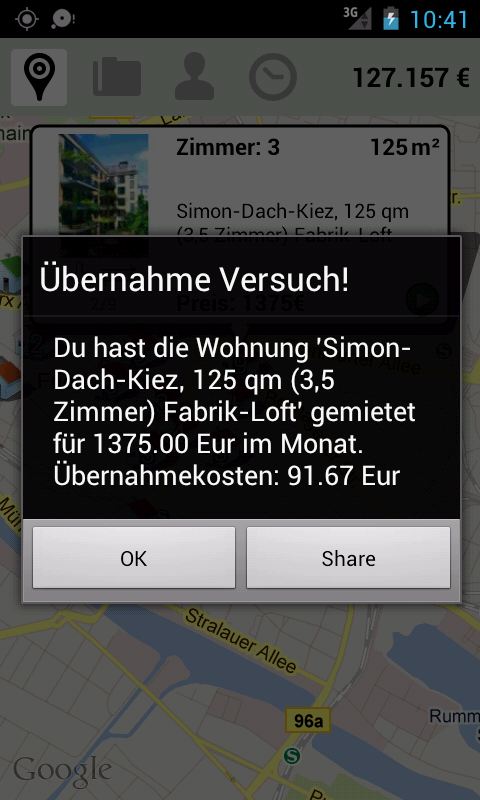 3G 10:41
127.157 €
Zimmer: 3 125 m²
Simon-Dach-Kiez, 125 qm
(3,5 Zimmer) Fabrik-Loft
Übernahme Versuch!
2/9 Preis: 1375€
Du hast die Wohnung 'Simon-
Dach-Kiez, 125 qm (3,5
Zimmer) Fabrik-Loft' gemietet
für 1375.00 Eur im Monat.
Übernahmekosten: 91.67 Eur
OK Share
Stralauer Allee
96a
Rumm
S
Google